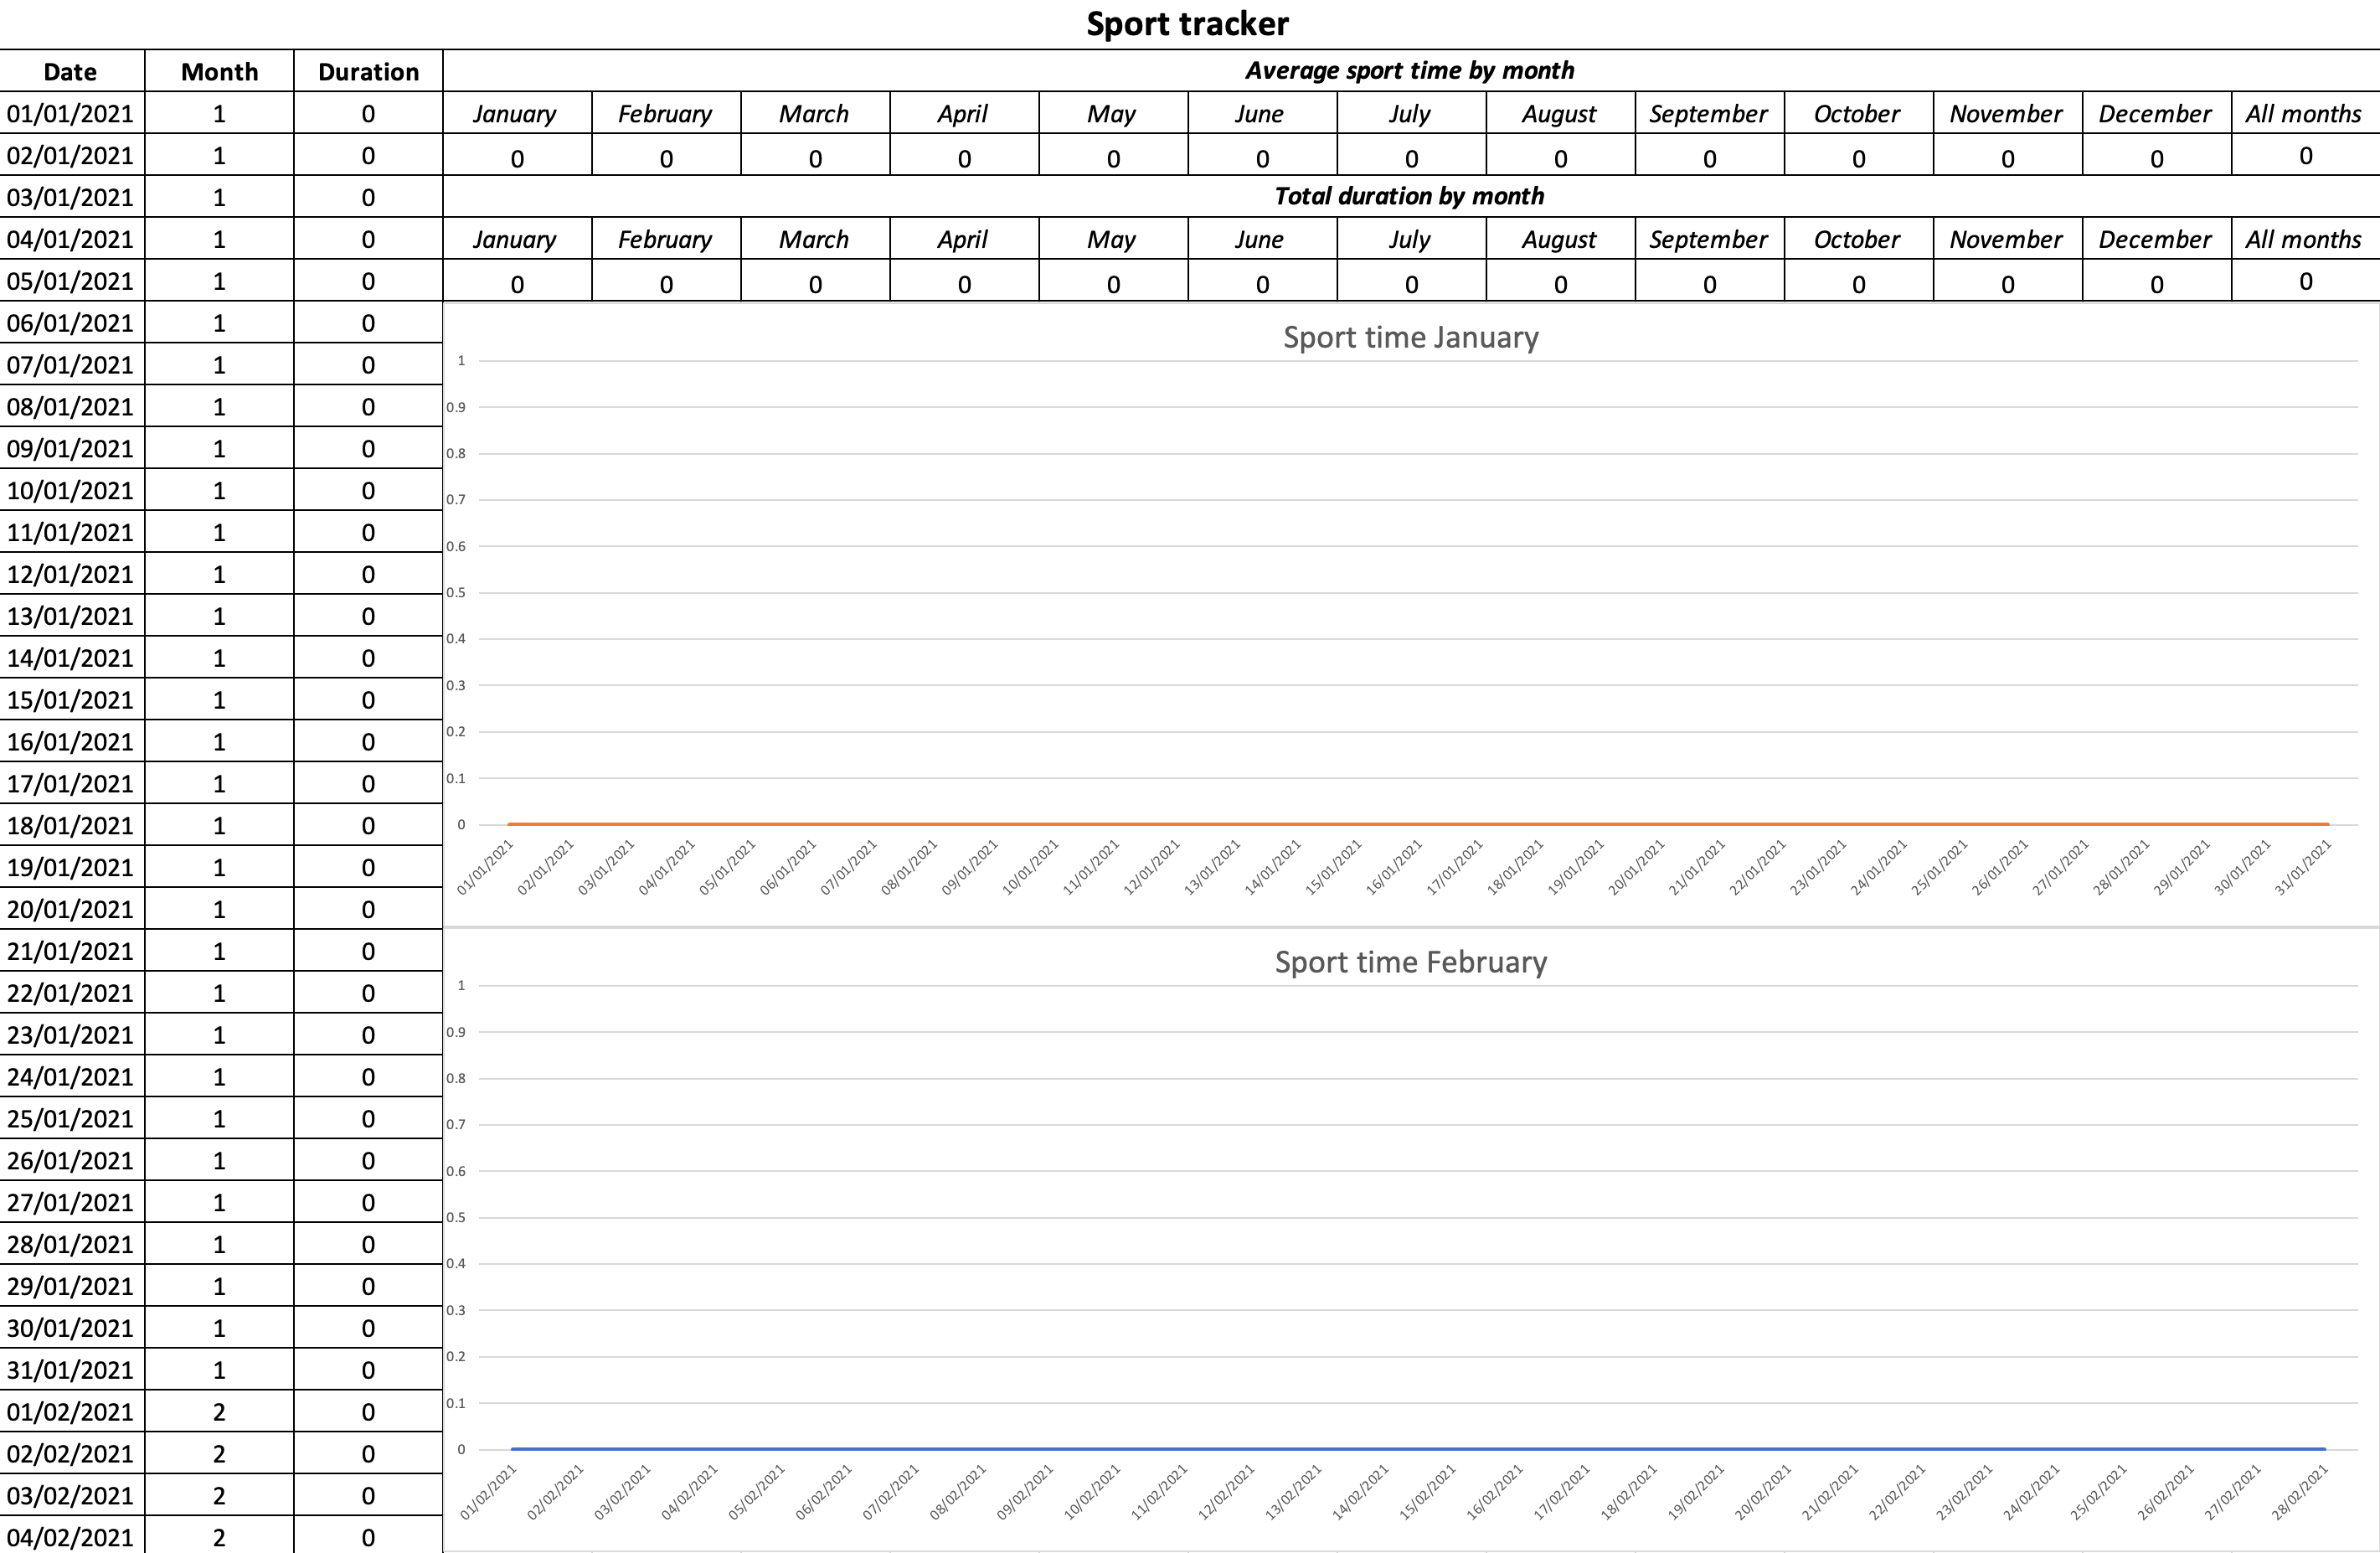 Sport tracker
Date Month Duration Average sport time by month
01/01/2021 1 0 January February March April May June July August September October November December All months
02/01/2021 1 0 0 0 0 0 0 0 0 0 0 0 0 0 0
03/01/2021 1 0 Total duration by month
04/01/2021 1 0 January February March April May June July August September October November December All months
05/01/2021 1 0 0 0 0 0 0 0 0 0 0 0 0 0 0
06/01/2021 1 0
07/01/2021 1 0
08/01/2021 1 0
09/01/2021 1 0
10/01/2021 1 0
11/01/2021 1 0
12/01/2021 1 0
13/01/2021 1 0
14/01/2021 1 0
15/01/2021 1 0
16/01/2021 1 0
17/01/2021 1 0
18/01/2021 1 0
19/01/2021 1 0
20/01/2021 1 0
21/01/2021 1 0
22/01/2021 1 0
23/01/2021 1 0
24/01/2021 1 0
25/01/2021 1 0
26/01/2021 1 0
27/01/2021 1 0
28/01/2021 1 0
29/01/2021 1 0
30/01/2021 1 0
31/01/2021 1 0
01/02/2021 2 0
02/02/2021 2 0
03/02/2021 2 0
04/02/2021 2 0
Sport time January
1
0.9
0.8
0.7
0.6
0.5
0.4
0.3
0.2
0.1
0
01/01/2021 02/01/2021 03/01/2021 04/01/2021 05/01/2021 06/01/2021 07/01/2021 08/01/2021 09/01/2021 10/01/2021 11/01/2021 12/01/2021 13/01/2021 14/01/2021 15/01/2021 16/01/2021 17/01/2021 18/01/2021 19/01/2021 20/01/2021 21/01/2021 22/01/2021 23/01/2021 24/01/2021 25/01/2021 26/01/2021 27/01/2021 28/01/2021 29/01/2021 30/01/2021 31/01/2021
Sport time February
1
0.9
0.8
0.7
0.6
0.5
0.4
0.3
0.2
0.1
0
01/02/2021 02/02/2021 03/02/2021 04/02/2021 05/02/2021 06/02/2021 07/02/2021 08/02/2021 09/02/2021 10/02/2021 11/02/2021 12/02/2021 13/02/2021 14/02/2021 15/02/2021 16/02/2021 17/02/2021 18/02/2021 19/02/2021 20/02/2021 21/02/2021 22/02/2021 23/02/2021 24/02/2021 25/02/2021 26/02/2021 27/02/2021 28/02/2021